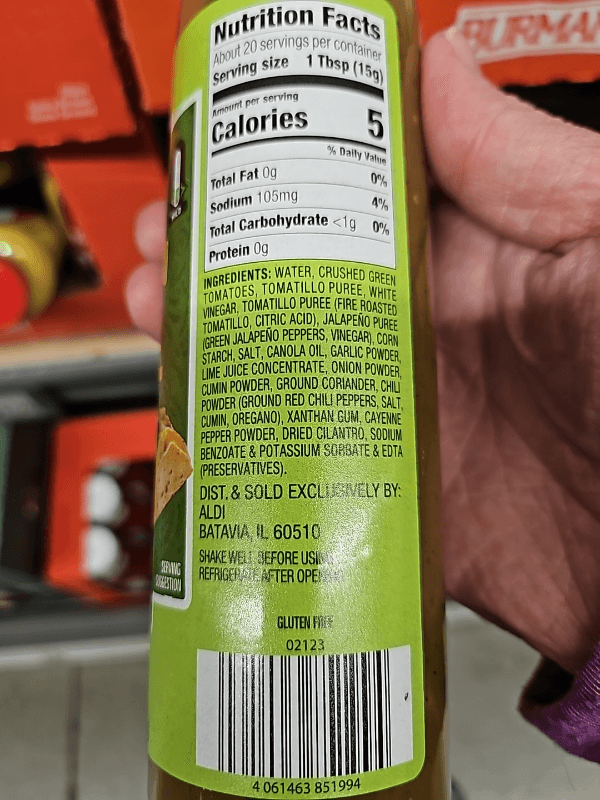 BURMA
Nutrition Facts
About 20 servings per container
Serving size 1 Tbsp (15g)
Amount per serving
Calories 5
% Daily Value
Total Fat 0g 0%
Sodium 105mg 4%
Total Carbohydrate <1g 0%
Protein 0g
INGREDIENTS: WATER, CRUSHED GREEN
TOMATOES, TOMATILLO PUREE, WHITE
VINEGAR, TOMATILLO PUREE (FIRE ROASTED
TOMATILLO, CITRIC ACID), JALAPEÑO PUREE
(GREEN JALAPEÑO PEPPERS, VINEGAR), CORN
STARCH, SALT, CANOLA OIL, GARLIC POWDER,
LIME JUICE CONCENTRATE, ONION POWDER,
CUMIN POWDER, GROUND CORIANDER, CHILI
POWDER (GROUND RED CHILI PEPPERS, SALT,
CUMIN, OREGANO), XANTHAN GUM, CAYENNE
PEPPER POWDER, DRIED CILANTRO, SODIUM
BENZOATE & POTASSIUM SORBATE & EDTA
(PRESERVATIVES).
DIST. & SOLD EXCLUSIVELY BY:
ALDI
BATAVIA, IL 60510
SHAKE WELL BEFORE USING
REFRIGERATE AFTER OPENING
SERVING
SUGGESTION
GLUTEN FREE
02123
4 061463 851994